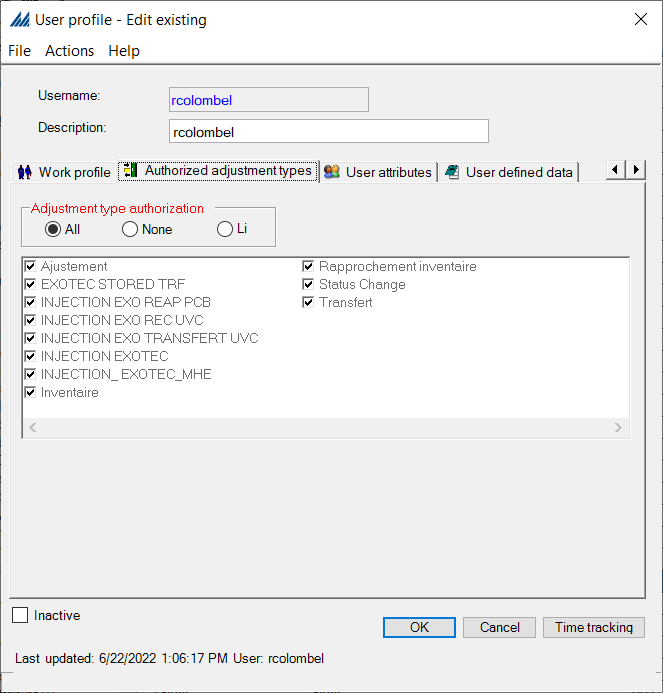 User profile - Edit existing
File Actions Help
Username: rcolombel
Description: rcolombel
Work profile Authorized adjustment types User attributes User defined data
Adjustment type authorization
All None Li
Ajustement Rapprochement inventaire
EXOTEC STORED TRF Status Change
INJECTION EXO REAP PCB Transfert
INJECTION EXO REC UVC
INJECTION EXO TRANSFERT UVC
INJECTION EXOTEC
INJECTION_ EXOTEC_MHE
Inventaire
Inactive
OK Cancel Time tracking
Last updated: 6/22/2022 1:06:17 PM User: rcolombel